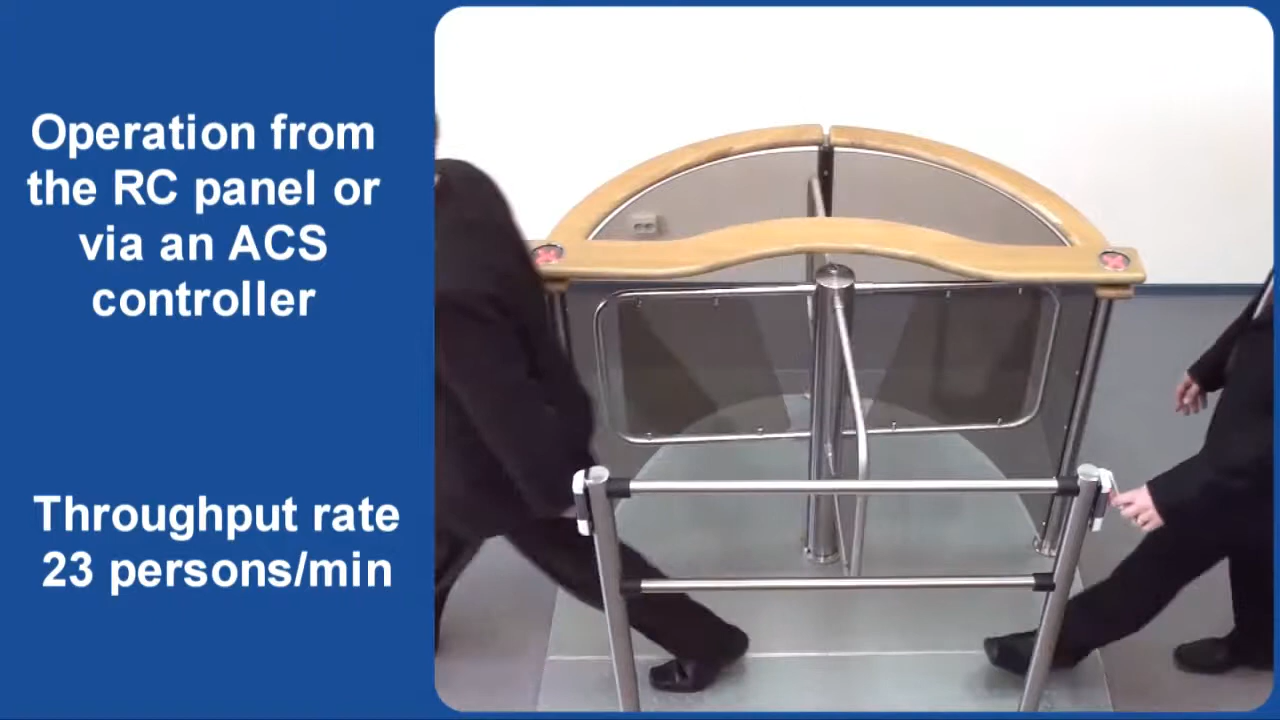 Operation from
the RC panel or
via an ACS
controller
Throughput rate
23 persons/min